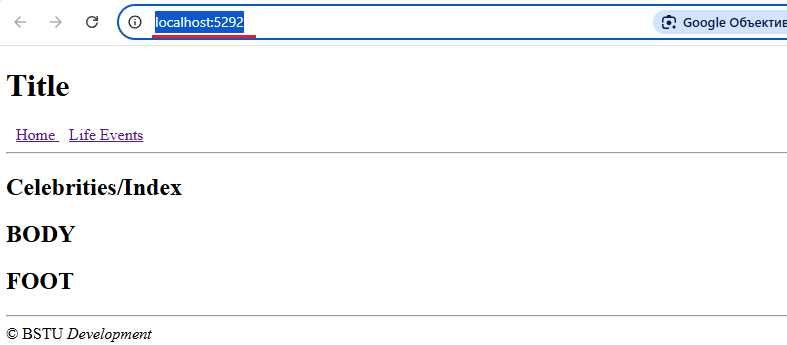 localhost:5292
Google Объектив
Title
Home Life Events
Celebrities/Index
BODY
FOOT
© BSTU Development